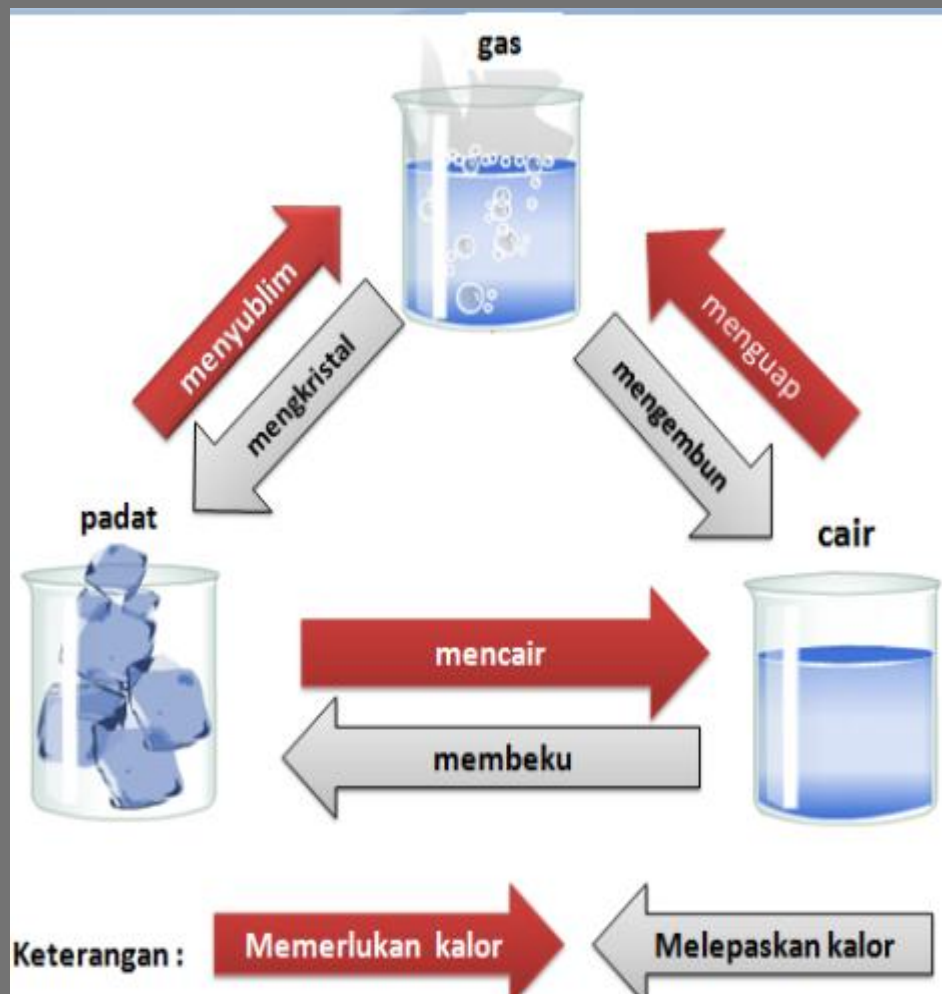 gas
menyublim
mengkristal
mengembun
menguap
padat
cair
mencair
membeku
Keterangan :
Memerlukan kalor
Melepaskan kalor